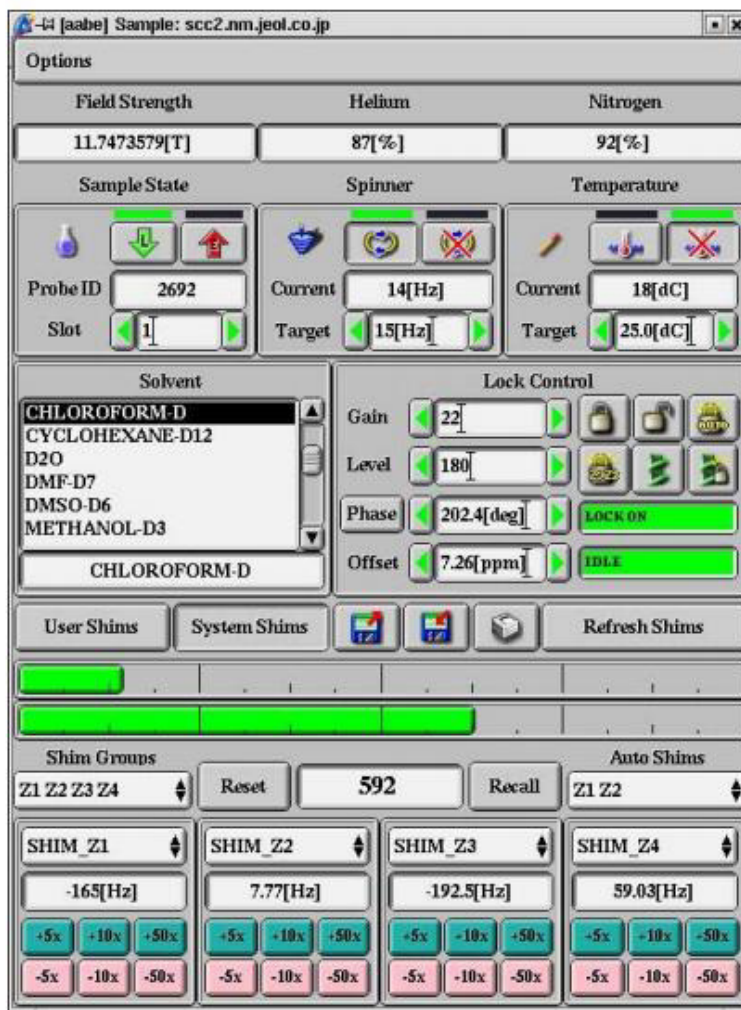 [aabe] Sample: scc2.nm.jeol.co.jp
Options
Field Strength Helium Nitrogen
11.7473579[T] 87[%] 92[%]
Sample State Spinner Temperature
L E
Probe ID 2692 Current 14[Hz] Current 18[dC]
Slot 1 Target 15[Hz] Target 25.0[dC]
Solvent
CHLOROFORM-D
CYCLOHEXANE-D12
D2O
DMF-D7
DMSO-D6
METHANOL-D3
CHLOROFORM-D
Lock Control
Gain 22 AUTO
Level 180
Phase 202.4[deg] LOCK ON
Offset 7.26[ppm] IDLE
User Shims System Shims Refresh Shims
Shim Groups Auto Shims
Z1 Z2 Z3 Z4 Reset 592 Recall Z1 Z2
SHIM_Z1 SHIM_Z2 SHIM_Z3 SHIM_Z4
-165[Hz] 7.77[Hz] -192.5[Hz] 59.03[Hz]
+5x +10x +50x +5x +10x +50x +5x +10x +50x +5x +10x +50x
-5x -10x -50x -5x -10x -50x -5x -10x -50x -5x -10x -50x